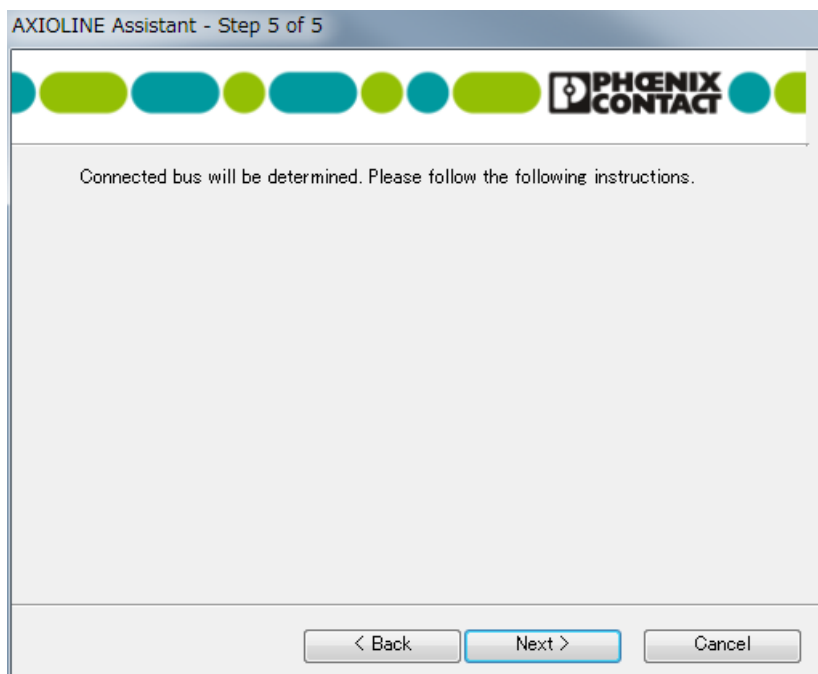 AXIOLINE Assistant - Step 5 of 5
PHŒNIX
CONTACT
Connected bus will be determined. Please follow the following instructions.
< Back
Next >
Cancel